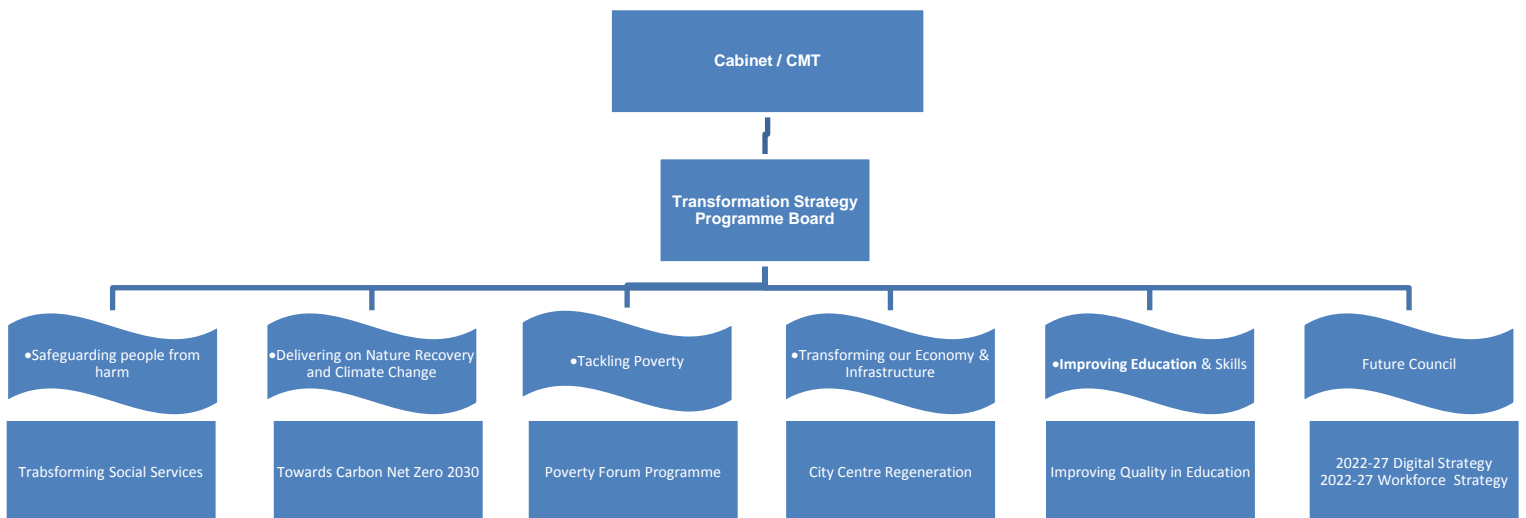 Cabinet / CMT
Transformation Strategy
Programme Board
•Safeguarding people from
harm
•Delivering on Nature Recovery
and Climate Change
•Tackling Poverty
•Transforming our Economy &
Infrastructure
•Improving Education & Skills
Future Council
Trabsforming Social Services
Towards Carbon Net Zero 2030
Poverty Forum Programme
City Centre Regeneration
Improving Quality in Education
2022-27 Digital Strategy
2022-27 Workforce  Strategy